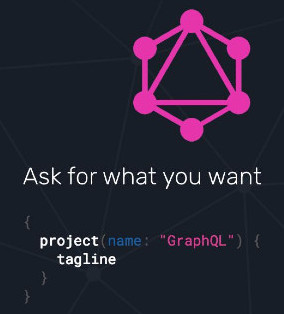 Ask for what you want
{
  project(name: "GraphQL") {
    tagline
  }
}